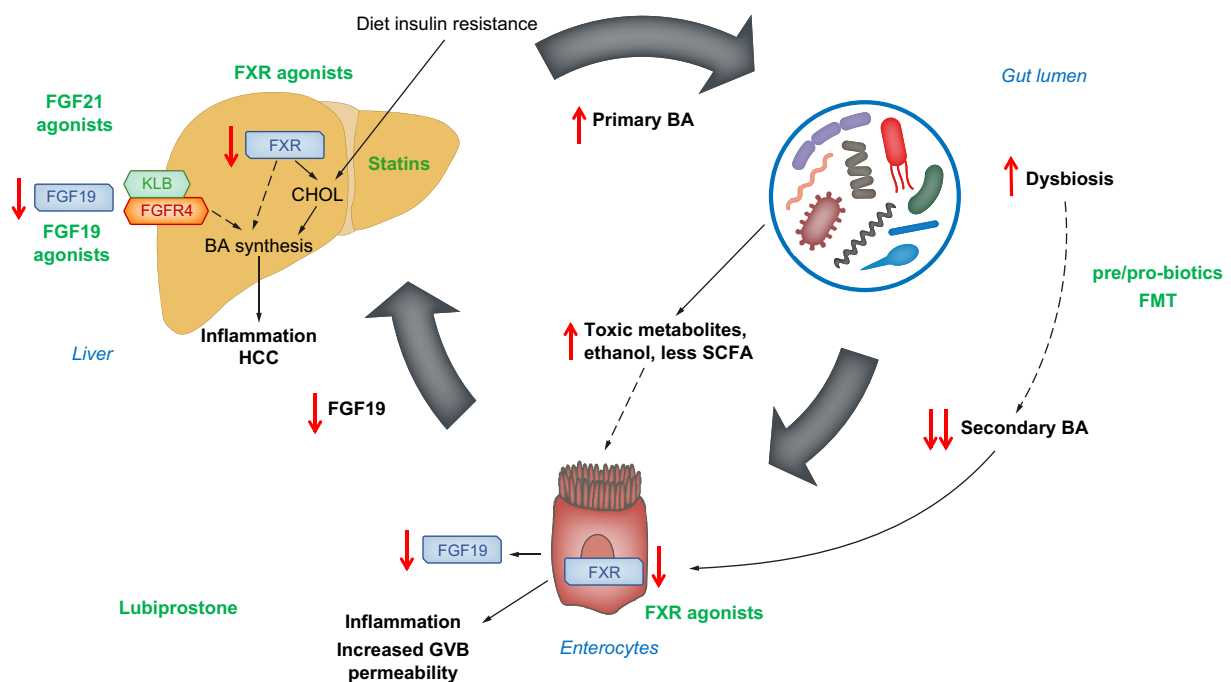 Diet insulin resistance
FXR agonists
FGF21
agonists
FXR
Statins
KLB
FGF19
FGFR4
CHOL
FGF19
agonists
BA synthesis
Inflammation
HCC
Liver
Primary BA
Gut lumen
Dysbiosis
pre/pro-biotics
FMT
Toxic metabolites,
ethanol, less SCFA
FGF19
Secondary BA
FGF19
FXR
FXR agonists
Lubiprostone
Inflammation
Increased GVB
permeability
Enterocytes